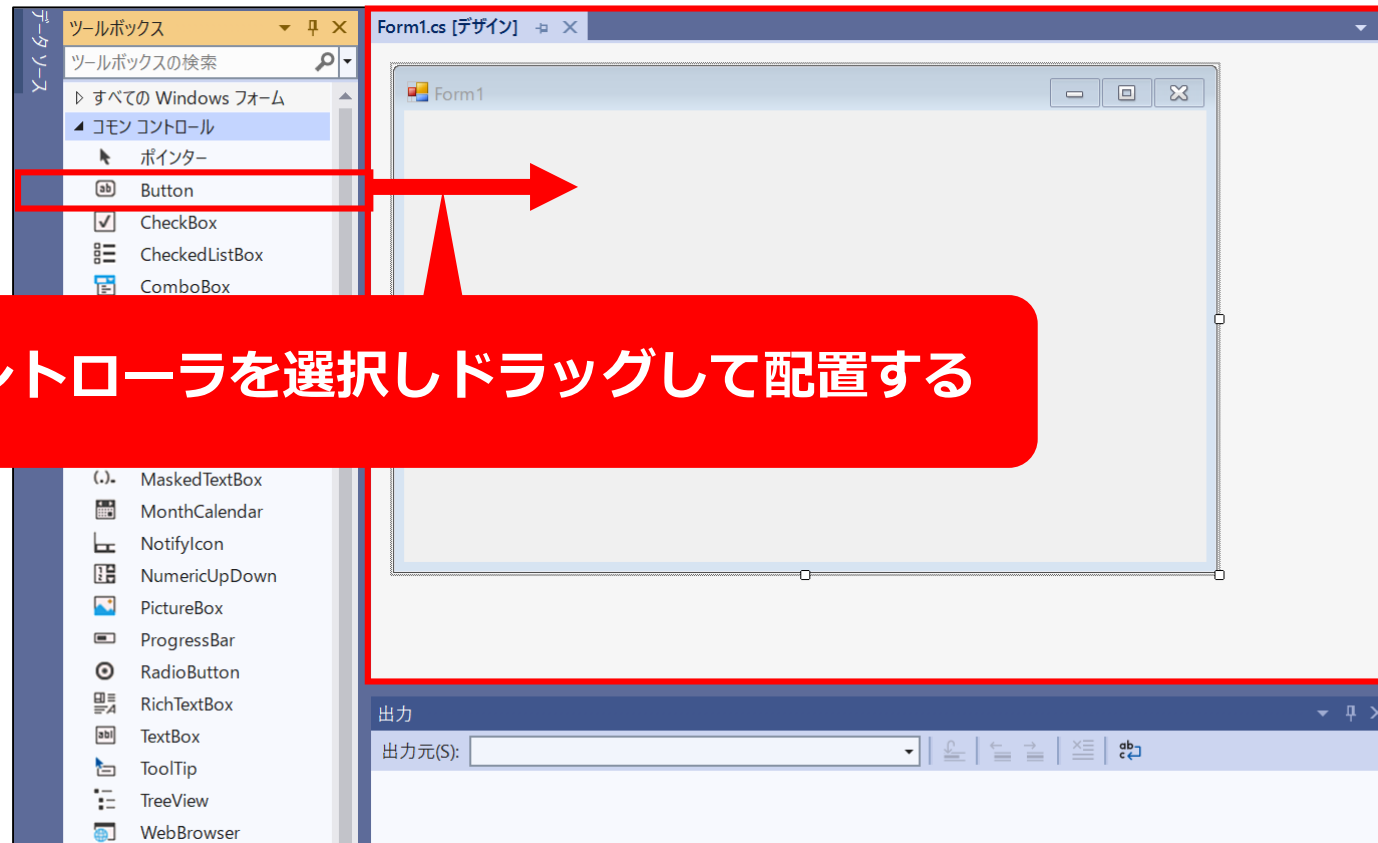 データ ソース
ツールボックス
ツールボックスの検索
すべての Windows フォーム
コモン コントロール
ポインター
Button
CheckBox
CheckedListBox
ComboBox
MaskedTextBox
MonthCalendar
NotifyIcon
NumericUpDown
PictureBox
ProgressBar
RadioButton
RichTextBox
TextBox
ToolTip
TreeView
WebBrowser
Form1.cs [デザイン]
Form1
ントローラを選択しドラッグして配置する
出力
出力元(S):